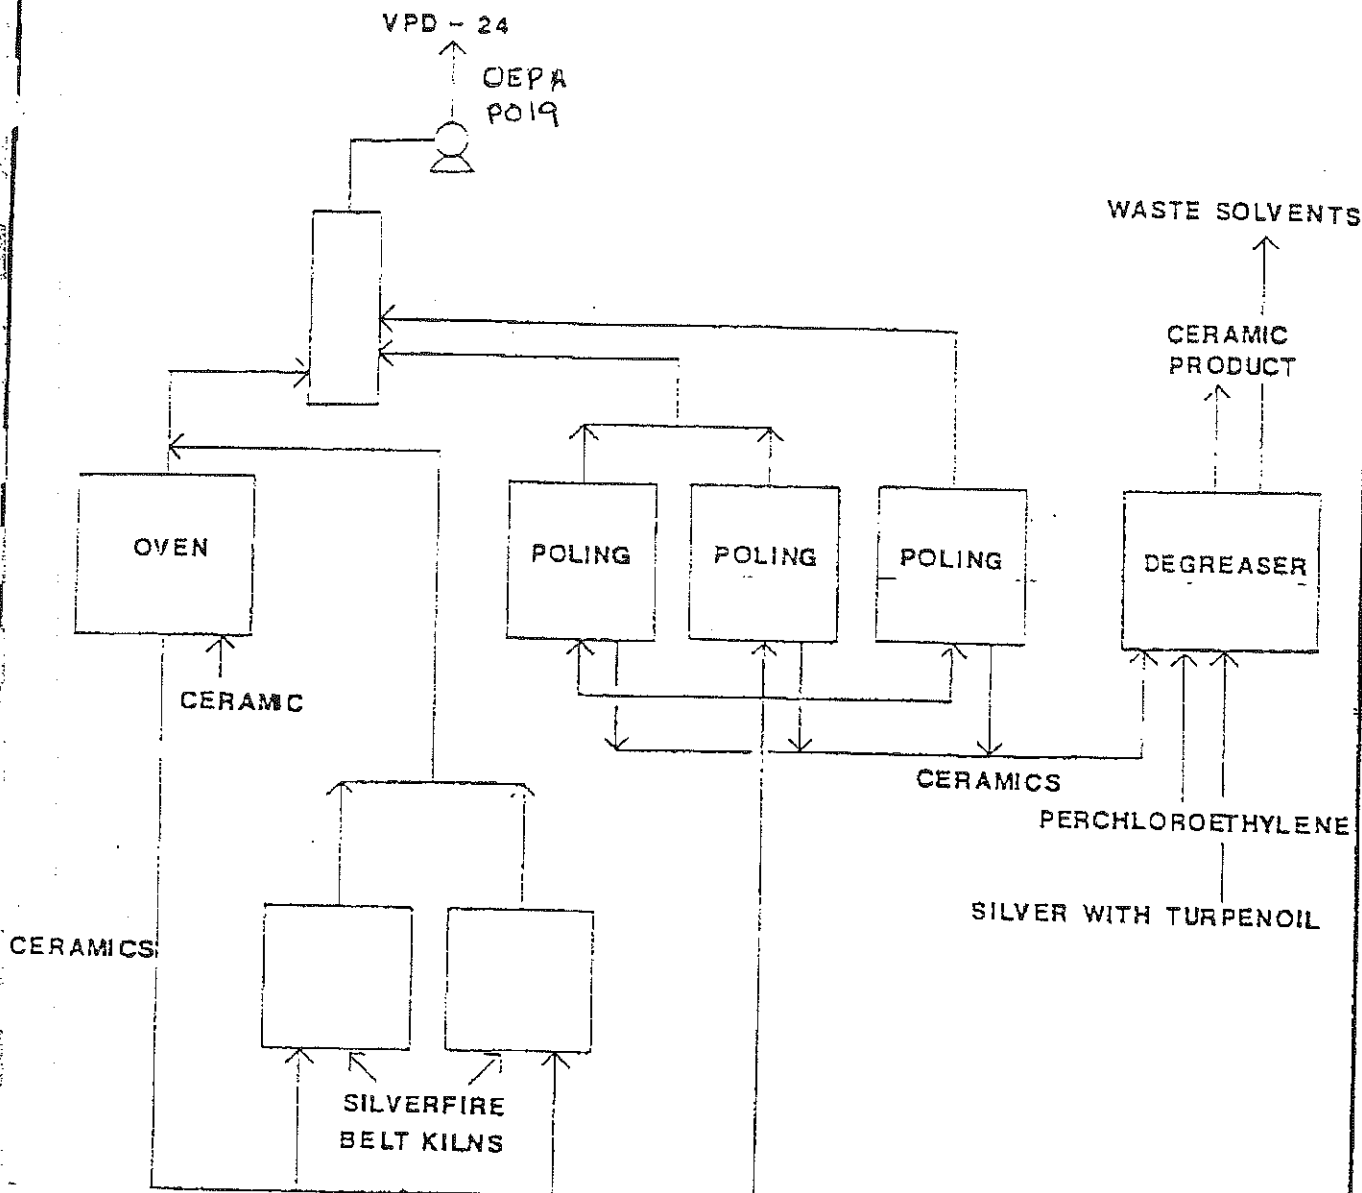 VPD - 24
OEPA
PO19
WASTE SOLVENTS
CERAMIC
PRODUCT
OVEN
POLING
POLING
POLING
DEGREASER
CERAMIC
CERAMICS
PERCHLOROETHYLENE
SILVER WITH TURPENOIL
CERAMICS
SILVERFIRE
BELT KILNS